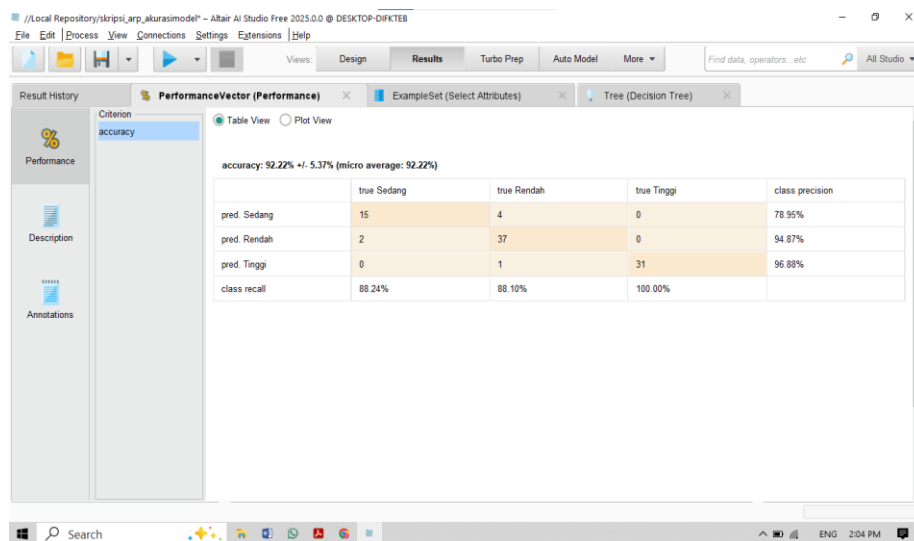 //Local Repository/skripsi_arp_akurasimodel* – Altair AI Studio Free 2025.0.0 @ DESKTOP-DIFKTEB
File Edit Process View Connections Settings Extensions Help
Views: Design Results Turbo Prep Auto Model More Find data, operators...etc All Studio
Result History PerformanceVector (Performance) ExampleSet (Select Attributes) Tree (Decision Tree)
Criterion
accuracy
Table View Plot View
% Performance
Description
Annotations
accuracy: 92.22% +/- 5.37% (micro average: 92.22%)
true Sedang true Rendah true Tinggi class precision
pred. Sedang 15 4 0 78.95%
pred. Rendah 2 37 0 94.87%
pred. Tinggi 0 1 31 96.88%
class recall 88.24% 88.10% 100.00%
Search ENG 2:04 PM